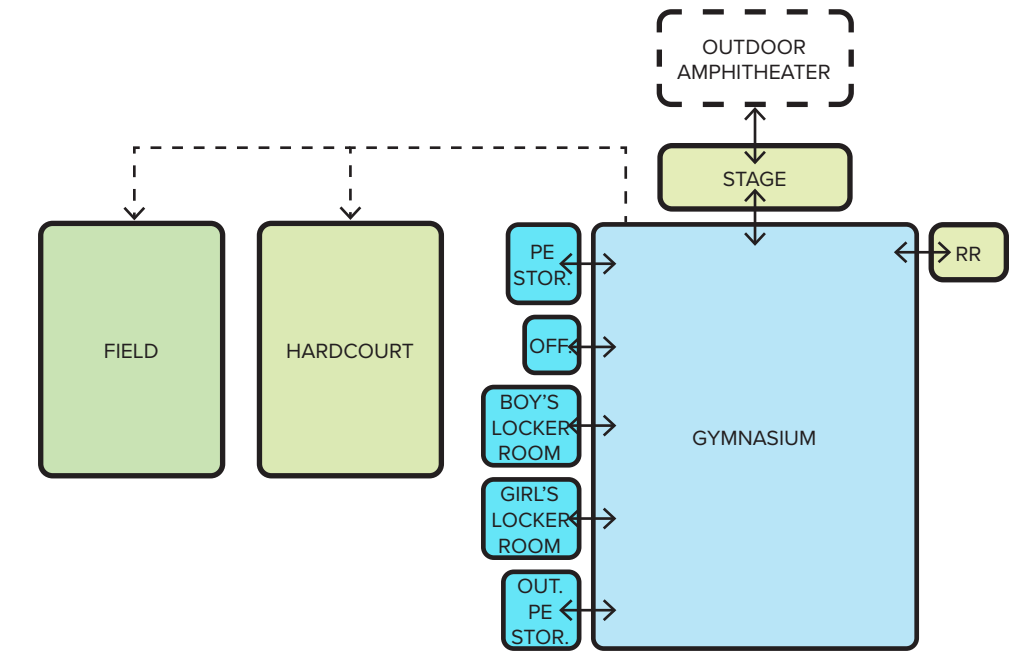 OUTDOOR
AMPHITHEATER
STAGE
PE
STOR.
RR
OFF.
FIELD
HARDCOURT
BOY'S
LOCKER
ROOM
GYMNASIUM
GIRL'S
LOCKER
ROOM
OUT.
PE
STOR.